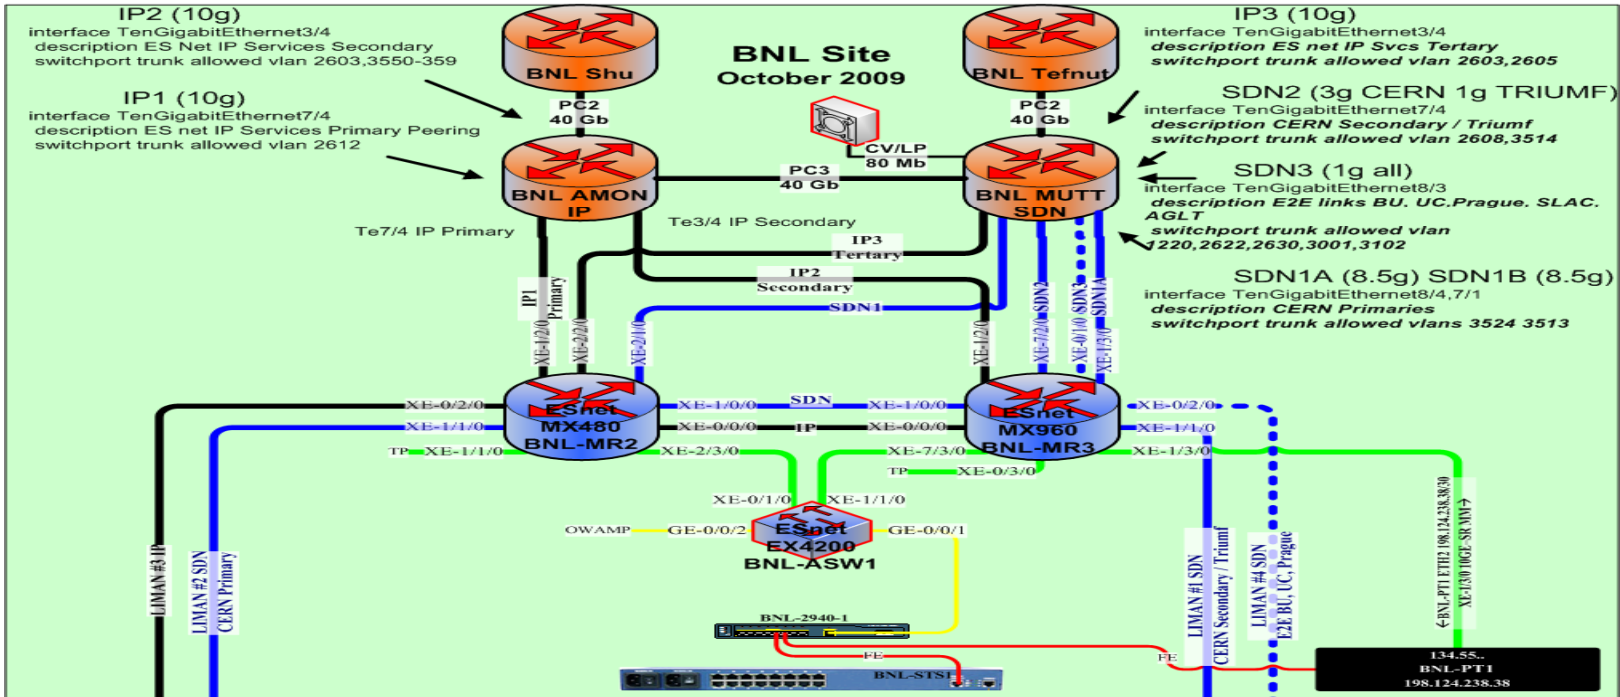 IP2 (10g)
interface TenGigabitEthernet3/4
description ES Net IP Services Secondary
switchport trunk allowed vlan 2603,3550-359
IP1 (10g)
interface TenGigabitEthernet7/4
description ES net IP Services Primary Peering
switchport trunk allowed vlan 2612
BNL Shu
PC2
40 Gb
BNL Site
October 2009
BNL Tefnut
PC2
40 Gb
CV/LP
80 Mb
PC3
40 Gb
BNL AMON
IP
BNL MUTT
SDN
IP3 (10g)
interface TenGigabitEthernet3/4
description ES net IP Svcs Tertary
switchport trunk allowed vlan 2603,2605
SDN2 (3g CERN 1g TRIUMF)
interface TenGigabitEthernet7/4
description CERN Secondary / Triumf
switchport trunk allowed vlan 2608,3514
SDN3 (1g all)
interface TenGigabitEthernet8/3
description E2E links BU. UC.Prague. SLAC.
AGLT
switchport trunk allowed vlan
1220,2622,2630,3001,3102
SDN1A (8.5g) SDN1B (8.5g)
interface TenGigabitEthernet8/4,7/1
description CERN Primaries
switchport trunk allowed vlans 3524 3513
Te7/4 IP Primary
Te3/4 IP Secondary
IP3
Tertary
IP2
Secondary
SDN1
IP1
Primary
XE-1/2/0
XE-2/2/0
XE-2/1/0
XE-1/2/0
XE-7/2/0 SDN2
XE-0/1/0 SDN3
XE-1/3/0 SDN1A
ESnet
MX480
BNL-MR2
ESnet
MX960
BNL-MR3
XE-0/2/0
XE-1/1/0
TP
XE-1/1/0
XE-1/0/0
SDN
XE-1/0/0
XE-0/0/0
IP
XE-0/0/0
XE-2/3/0
XE-7/3/0
TP
XE-0/3/0
XE-0/2/0
XE-1/1/0
XE-1/3/0
XE-0/1/0
XE-1/1/0
OWAMP
GE-0/0/2
GE-0/0/1
ESnet
EX4200
BNL-ASW1
LIMAN #3 IP
LIMAN #2 SDN
CERN Primary
LIMAN #1 SDN
CERN Secondary / Triumf
LIMAN #4 SDN
E2E BU, UC, Prague
←BNL-PT1 ETH2 198.124.238.38/30
XE-1/3/0 10GE-SR MM→
BNL-2940-1
FE
FE
BNL-STS1
134.55..
BNL-PT1
198.124.238.38